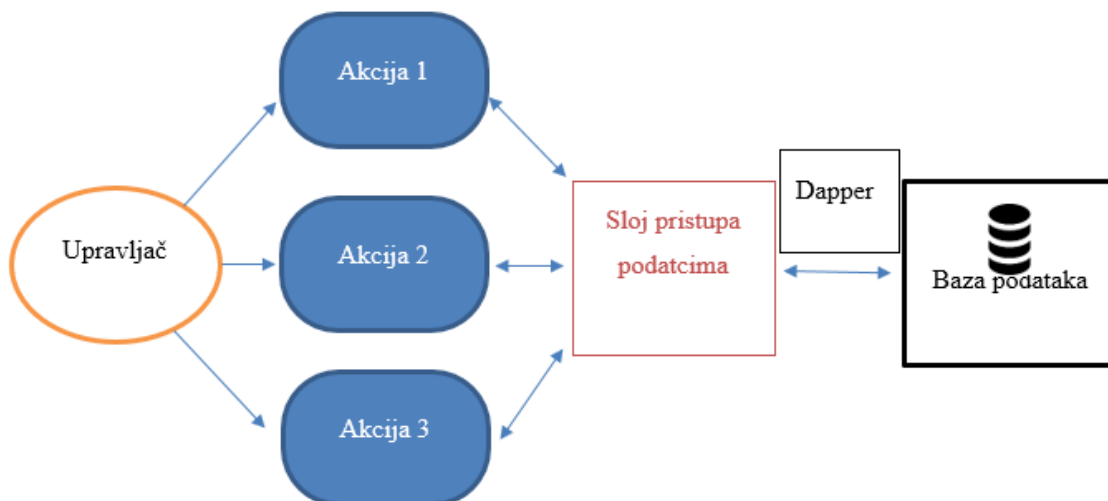 Akcija 1
Upravljač
Akcija 2
Akcija 3
Sloj pristupa
podatcima
Dapper
Baza podataka